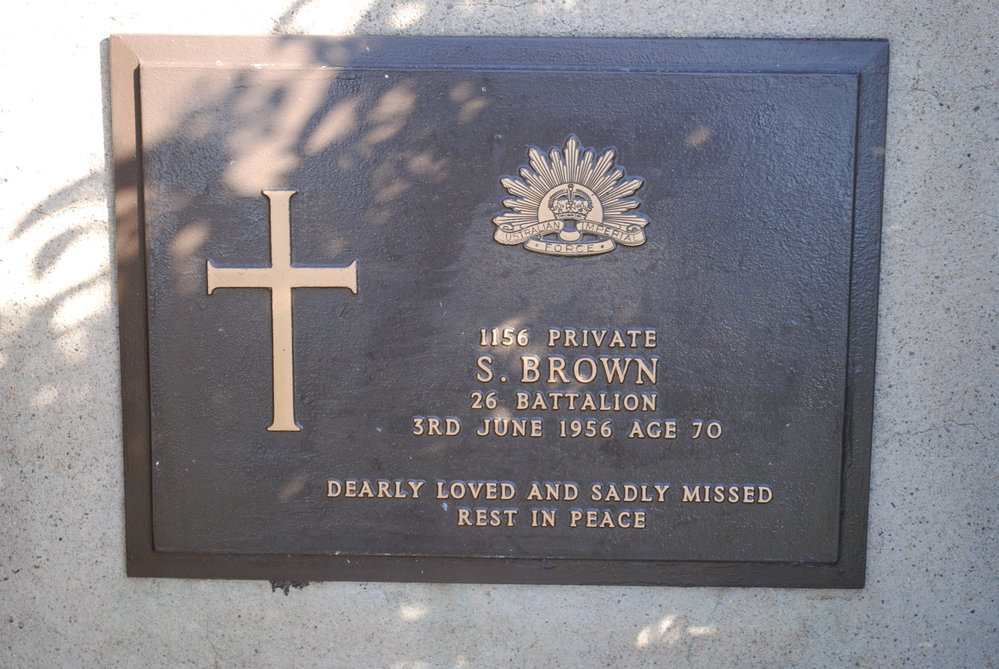 AUSTRALIAN IMPERIAL
FORCE
1156 PRIVATE
S. BROWN
26 BATTALION
3RD JUNE 1956 AGE 70
DEARLY LOVED AND SADLY MISSED
REST IN PEACE